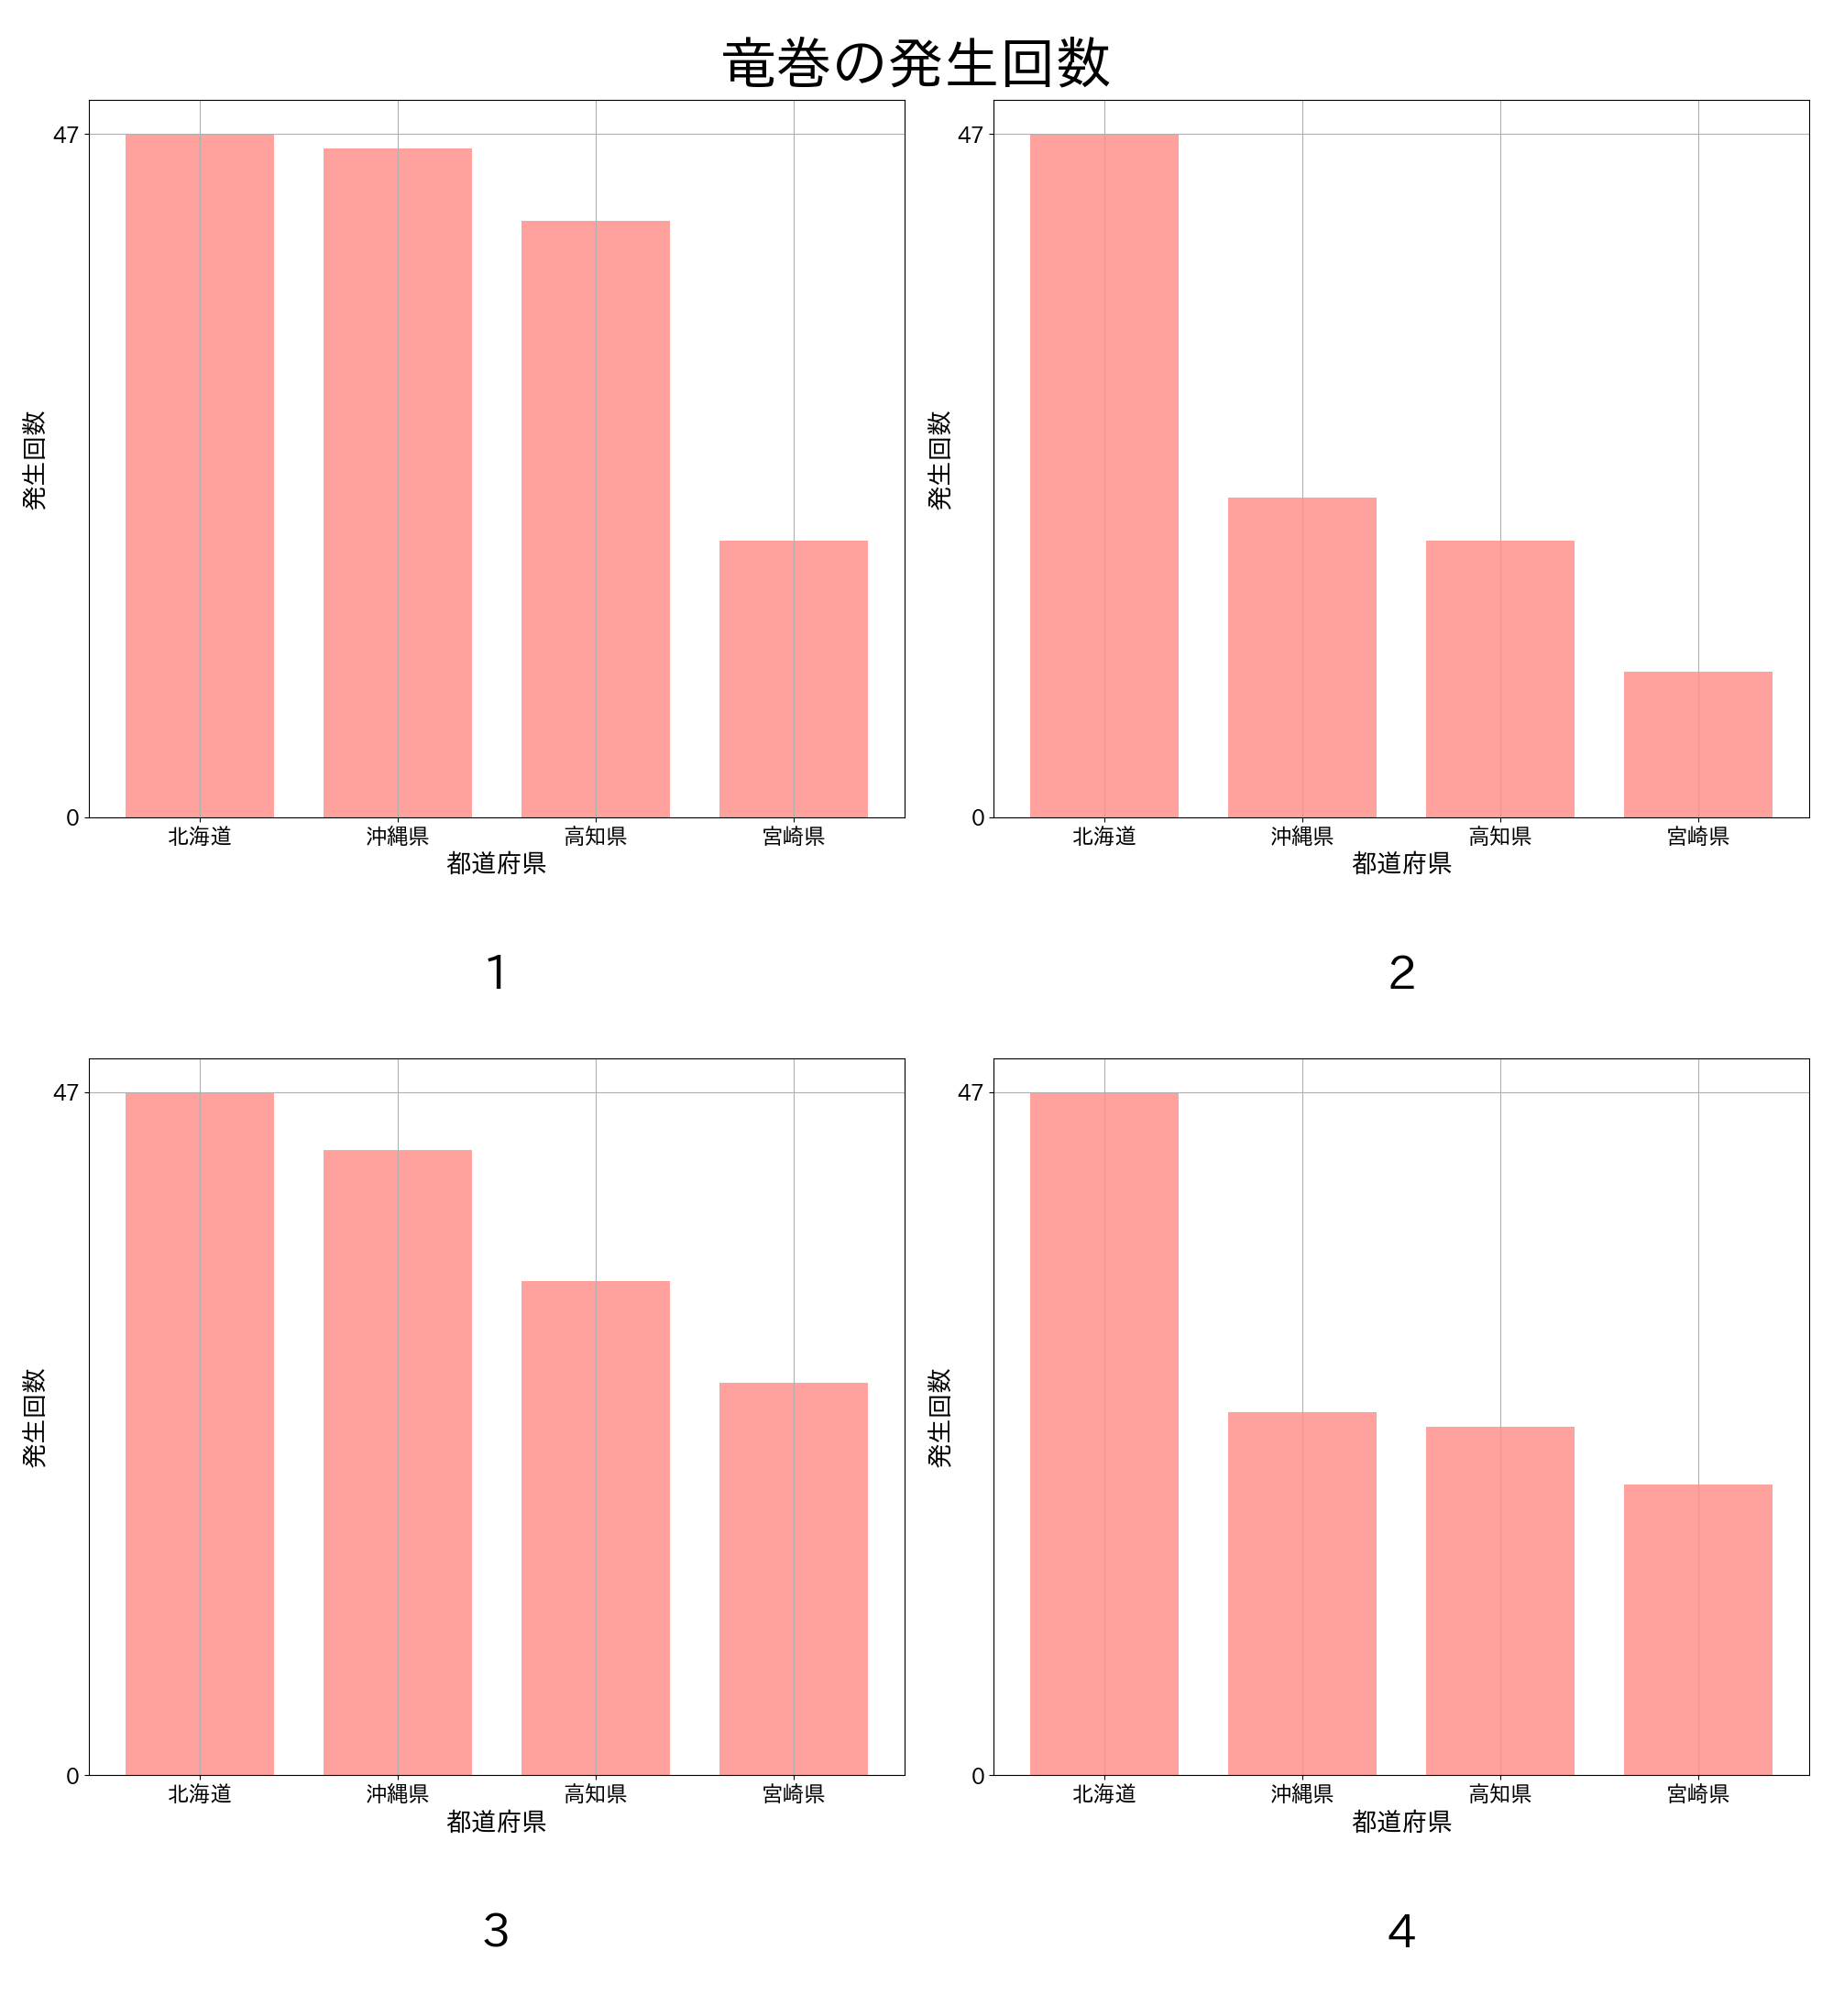 竜巻の発生回数
47
0
発生回数
北海道 沖縄県 高知県 宮崎県
都道府県
1
47
0
発生回数
北海道 沖縄県 高知県 宮崎県
都道府県
2
47
0
発生回数
北海道 沖縄県 高知県 宮崎県
都道府県
3
47
0
発生回数
北海道 沖縄県 高知県 宮崎県
都道府県
4